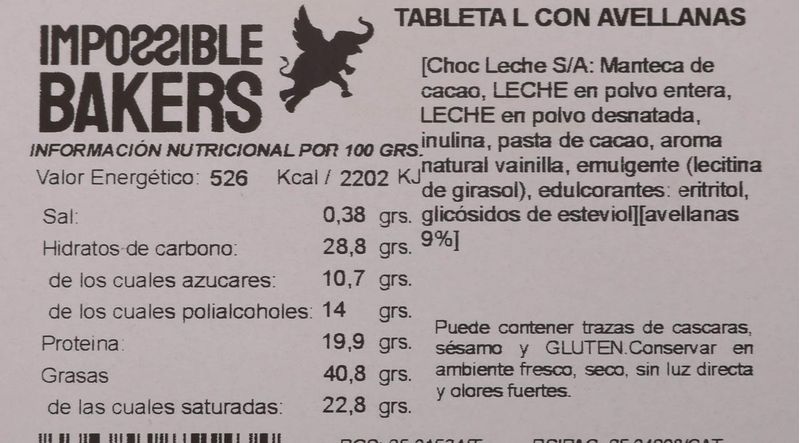 IMPOSSIBLE
BAKERS
INFORMACIÓN NUTRICIONAL POR 100 GRS.
Valor Energético: 526 Kcal / 2202 KJ
Sal: 0,38 grs.
Hidratos de carbono: 28,8 grs.
de los cuales azucares: 10,7 grs.
de los cuales polialcoholes: 14 grs.
Proteina: 19,9 grs.
Grasas 40,8 grs.
de las cuales saturadas: 22,8 grs.
TABLETA L CON AVELLANAS
[Choc Leche S/A: Manteca de
cacao, LECHE en polvo entera,
LECHE en polvo desnatada,
inulina, pasta de cacao, aroma
natural vainilla, emulgente (lecitina
de girasol), edulcorantes: eritritol,
glicósidos de esteviol][avellanas
9%]
Puede contener trazas de cascaras,
sésamo y GLUTEN.Conservar en
ambiente fresco, seco, sin luz directa
y olores fuertes.